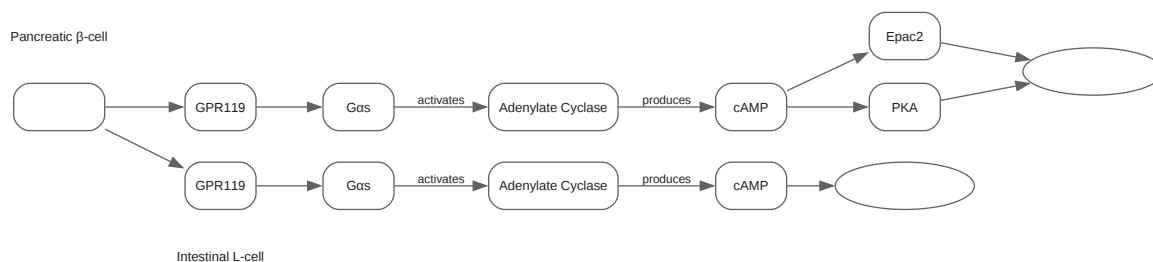 Pancreatic β-cell
Epac2
GPR119
Gαs
activates
Adenylate Cyclase
produces
cAMP
PKA
GPR119
Gαs
activates
Adenylate Cyclase
produces
cAMP
Intestinal L-cell